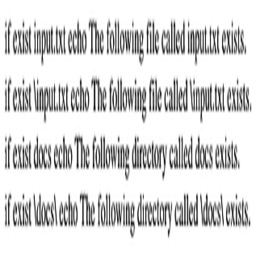 if exist input.txt echo The following file called input.txt exists.
if exist \input.txt echo The following file called \input.txt exists.
if exist docs echo The following directory called docs exists.
if exist \docs\ echo The following directory called \docs\ exists.